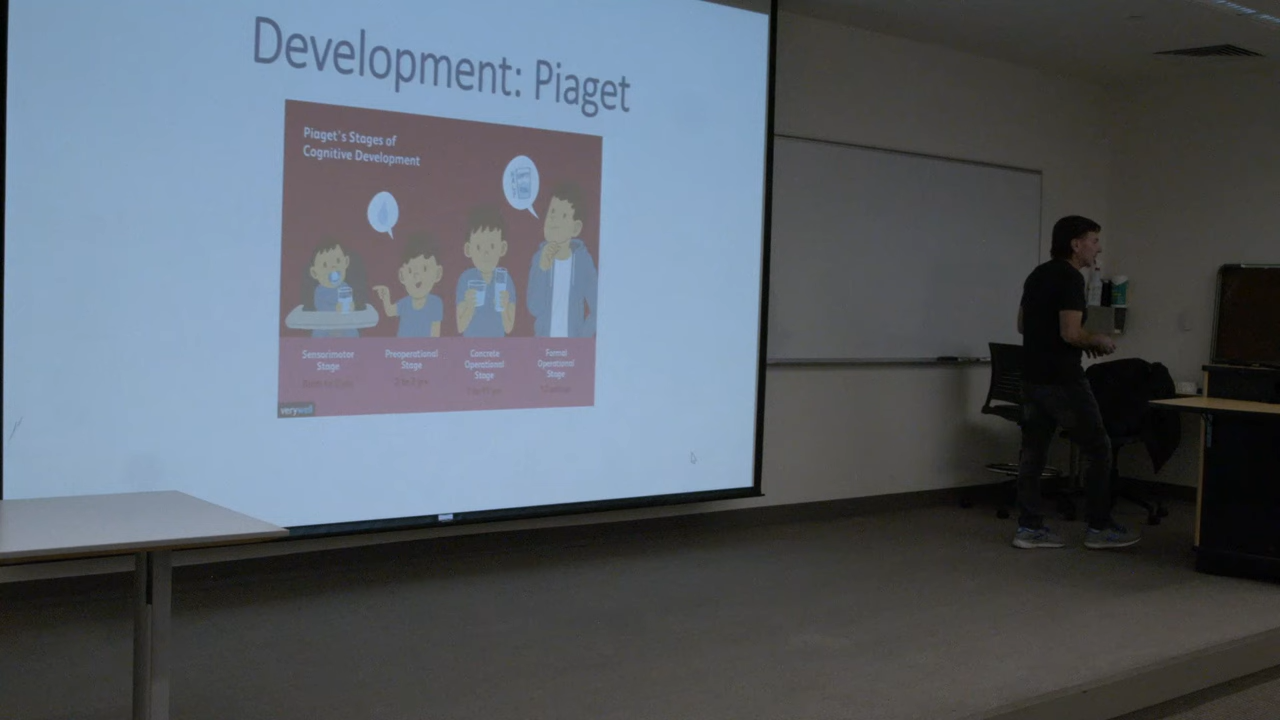 Development: Piaget
Piaget's Stages of
Cognitive Development
Sensorimotor
Stage
Preoperational
Stage
Concrete
Operational
Stage
Formal
Operational
Stage
verywell